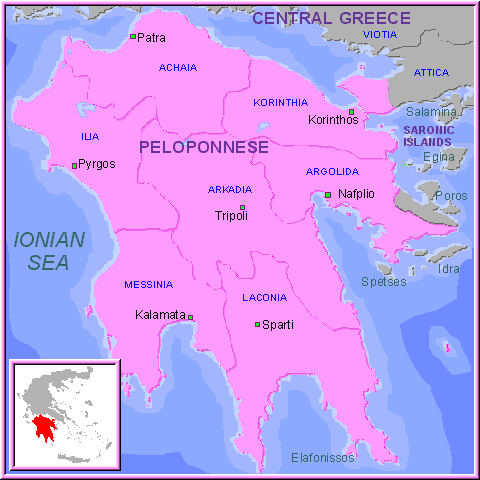 CENTRAL GREECE
VIOTIA
Patra
ACHAIA
ATTICA
KORINTHIA
Korinthos
Salamina
SARONIC
ISLANDS
ILIA
PELOPONNESE
Egina
Pyrgos
ARGOLIDA
ARKADIA
Nafplio
Poros
Tripoli
IONIAN
SEA
Idra
Spetses
MESSINIA
LACONIA
Kalamata
Sparti
Elafonissos